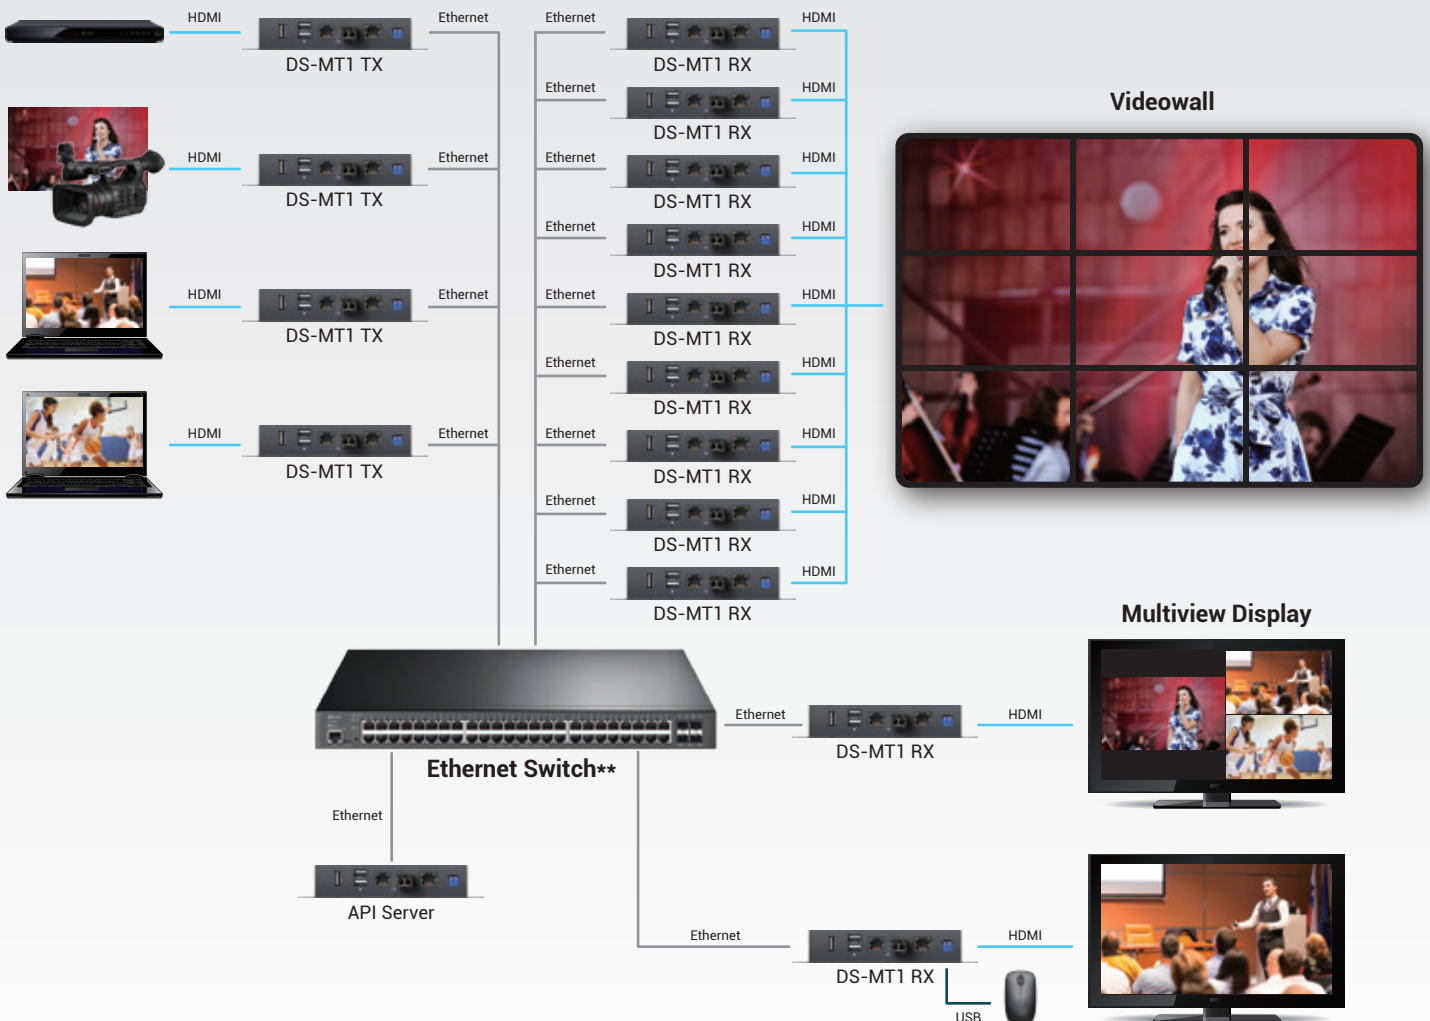 HDMI
Ethernet
DS-MT1 TX
HDMI
Ethernet
DS-MT1 TX
HDMI
Ethernet
DS-MT1 TX
HDMI
Ethernet
DS-MT1 TX
Ethernet
HDMI
DS-MT1 RX
Ethernet
HDMI
DS-MT1 RX
Ethernet
HDMI
DS-MT1 RX
Ethernet
HDMI
DS-MT1 RX
Ethernet
HDMI
DS-MT1 RX
Ethernet
HDMI
DS-MT1 RX
Ethernet
HDMI
DS-MT1 RX
Ethernet
HDMI
DS-MT1 RX
Ethernet
HDMI
DS-MT1 RX
Videowall
Ethernet Switch**
Ethernet
API Server
Ethernet
DS-MT1 RX
HDMI
Multiview Display
Ethernet
DS-MT1 RX
HDMI
USB